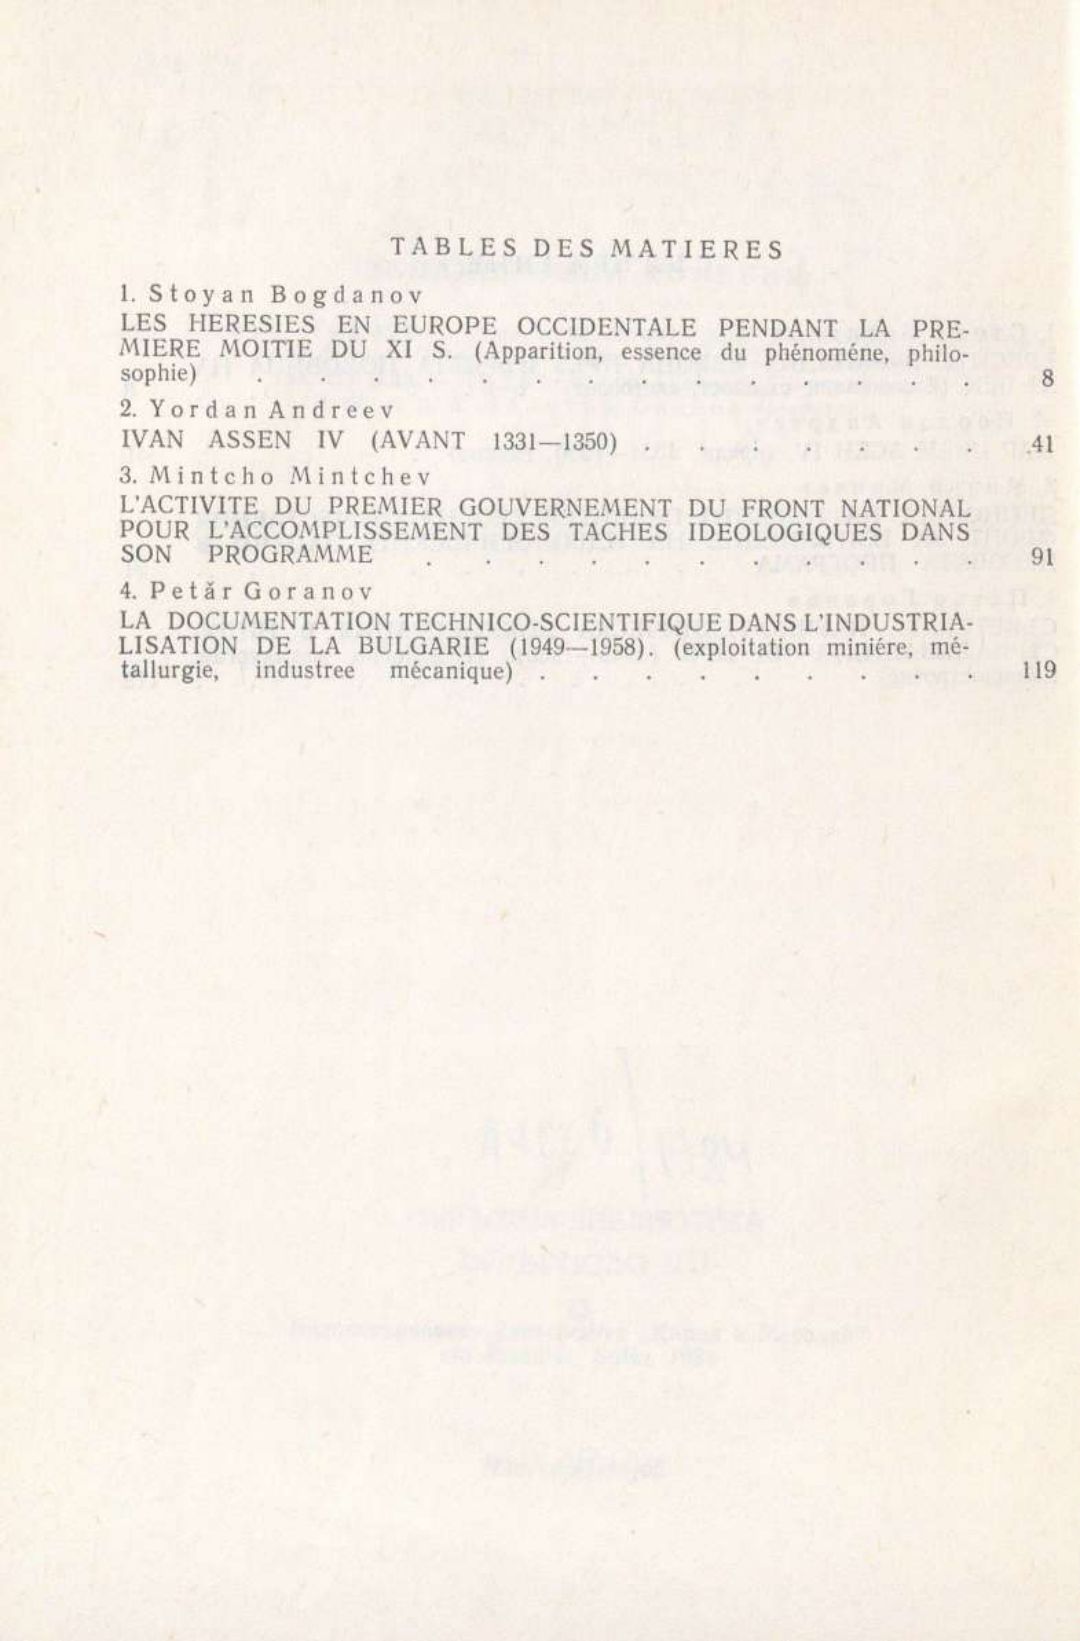 TABLES DES MATIERES
1. Stoyan Bogdanov
LES HERESIES EN EUROPE OCCIDENTALE PENDANT LA PRE-
MIERE MOITIE DU XI S. (Apparition, essence du phénoméne, philo-
sophie) . . . . . . . . . . . . . 8
2. Yordan Andreev
IVAN ASSEN IV (AVANT 1331—1350) . . . . . . . 41
3. Mintcho Mintchev
L'ACTIVITE DU PREMIER GOUVERNEMENT DU FRONT NATIONAL
POUR L'ACCOMPLISSEMENT DES TACHES IDEOLOGIQUES DANS
SON PROGRAMME . . . . . . . . . . 91
4. Petăr Goranov
LA DOCUMENTATION TECHNICO-SCIENTIFIQUE DANS L'INDUSTRIA-
LISATION DE LA BULGARIE (1949—1958). (exploitation miniére, mé-
tallurgie, industree mécanique) . . . . . . . . . 119